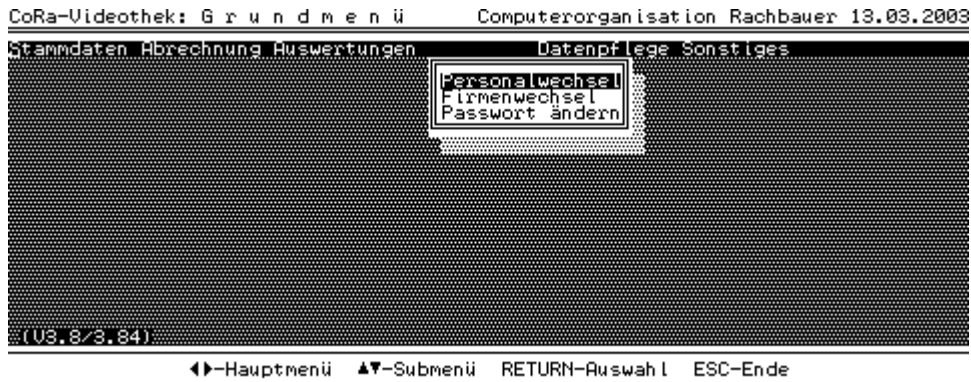 CoRa-Videothek: G r u n d m e n ü Computerorganisation Rachbauer 13.03.2003
Stammdaten Abrechnung Auswertungen Datenpflege Sonstiges
Personalwechsel
Firmenwechsel
Passwort ändern
(V3.8/3.84)
◄►-Hauptmenü ▲▼-Submenü RETURN-Auswahl ESC-Ende